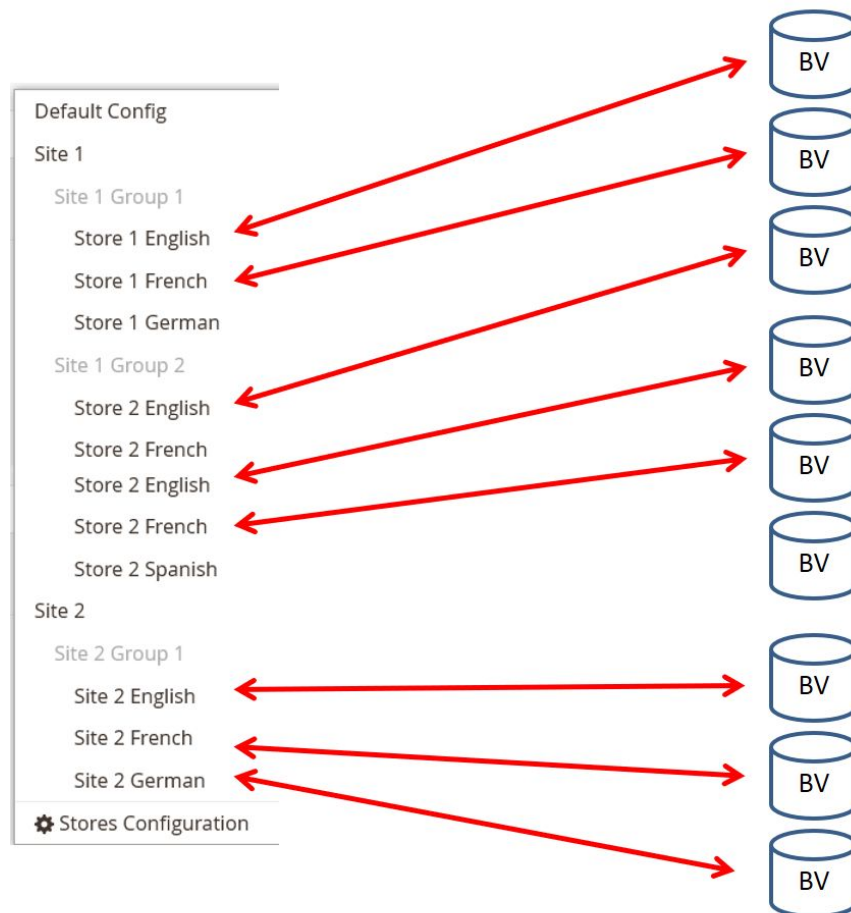 Default Config
Site 1
Site 1 Group 1
Store 1 English
Store 1 French
Store 1 German
Site 1 Group 2
Store 2 English
Store 2 French
Store 2 English
Store 2 French
Store 2 Spanish
Site 2
Site 2 Group 1
Site 2 English
Site 2 French
Site 2 German
Stores Configuration
BV
BV
BV
BV
BV
BV
BV
BV
BV